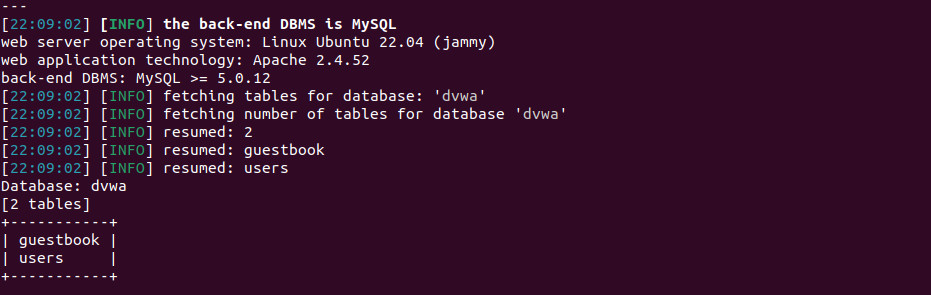 ---
[22:09:02] [INFO] the back-end DBMS is MySQL
web server operating system: Linux Ubuntu 22.04 (jammy)
web application technology: Apache 2.4.52
back-end DBMS: MySQL >= 5.0.12
[22:09:02] [INFO] fetching tables for database: 'dvwa'
[22:09:02] [INFO] fetching number of tables for database 'dvwa'
[22:09:02] [INFO] resumed: 2
[22:09:02] [INFO] resumed: guestbook
[22:09:02] [INFO] resumed: users
Database: dvwa
[2 tables]
+-----------+
| guestbook |
| users     |
+-----------+